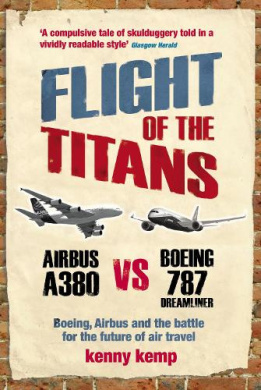 ‘A compulsive tale of skulduggery told in a
vividly readable style’ Glasgow Herald
FLIGHT
OF THE
TITANS
AIRBUS
A380
VS
BOEING
787
DREAMLINER
Boeing, Airbus and the battle
for the future of air travel
kenny kemp